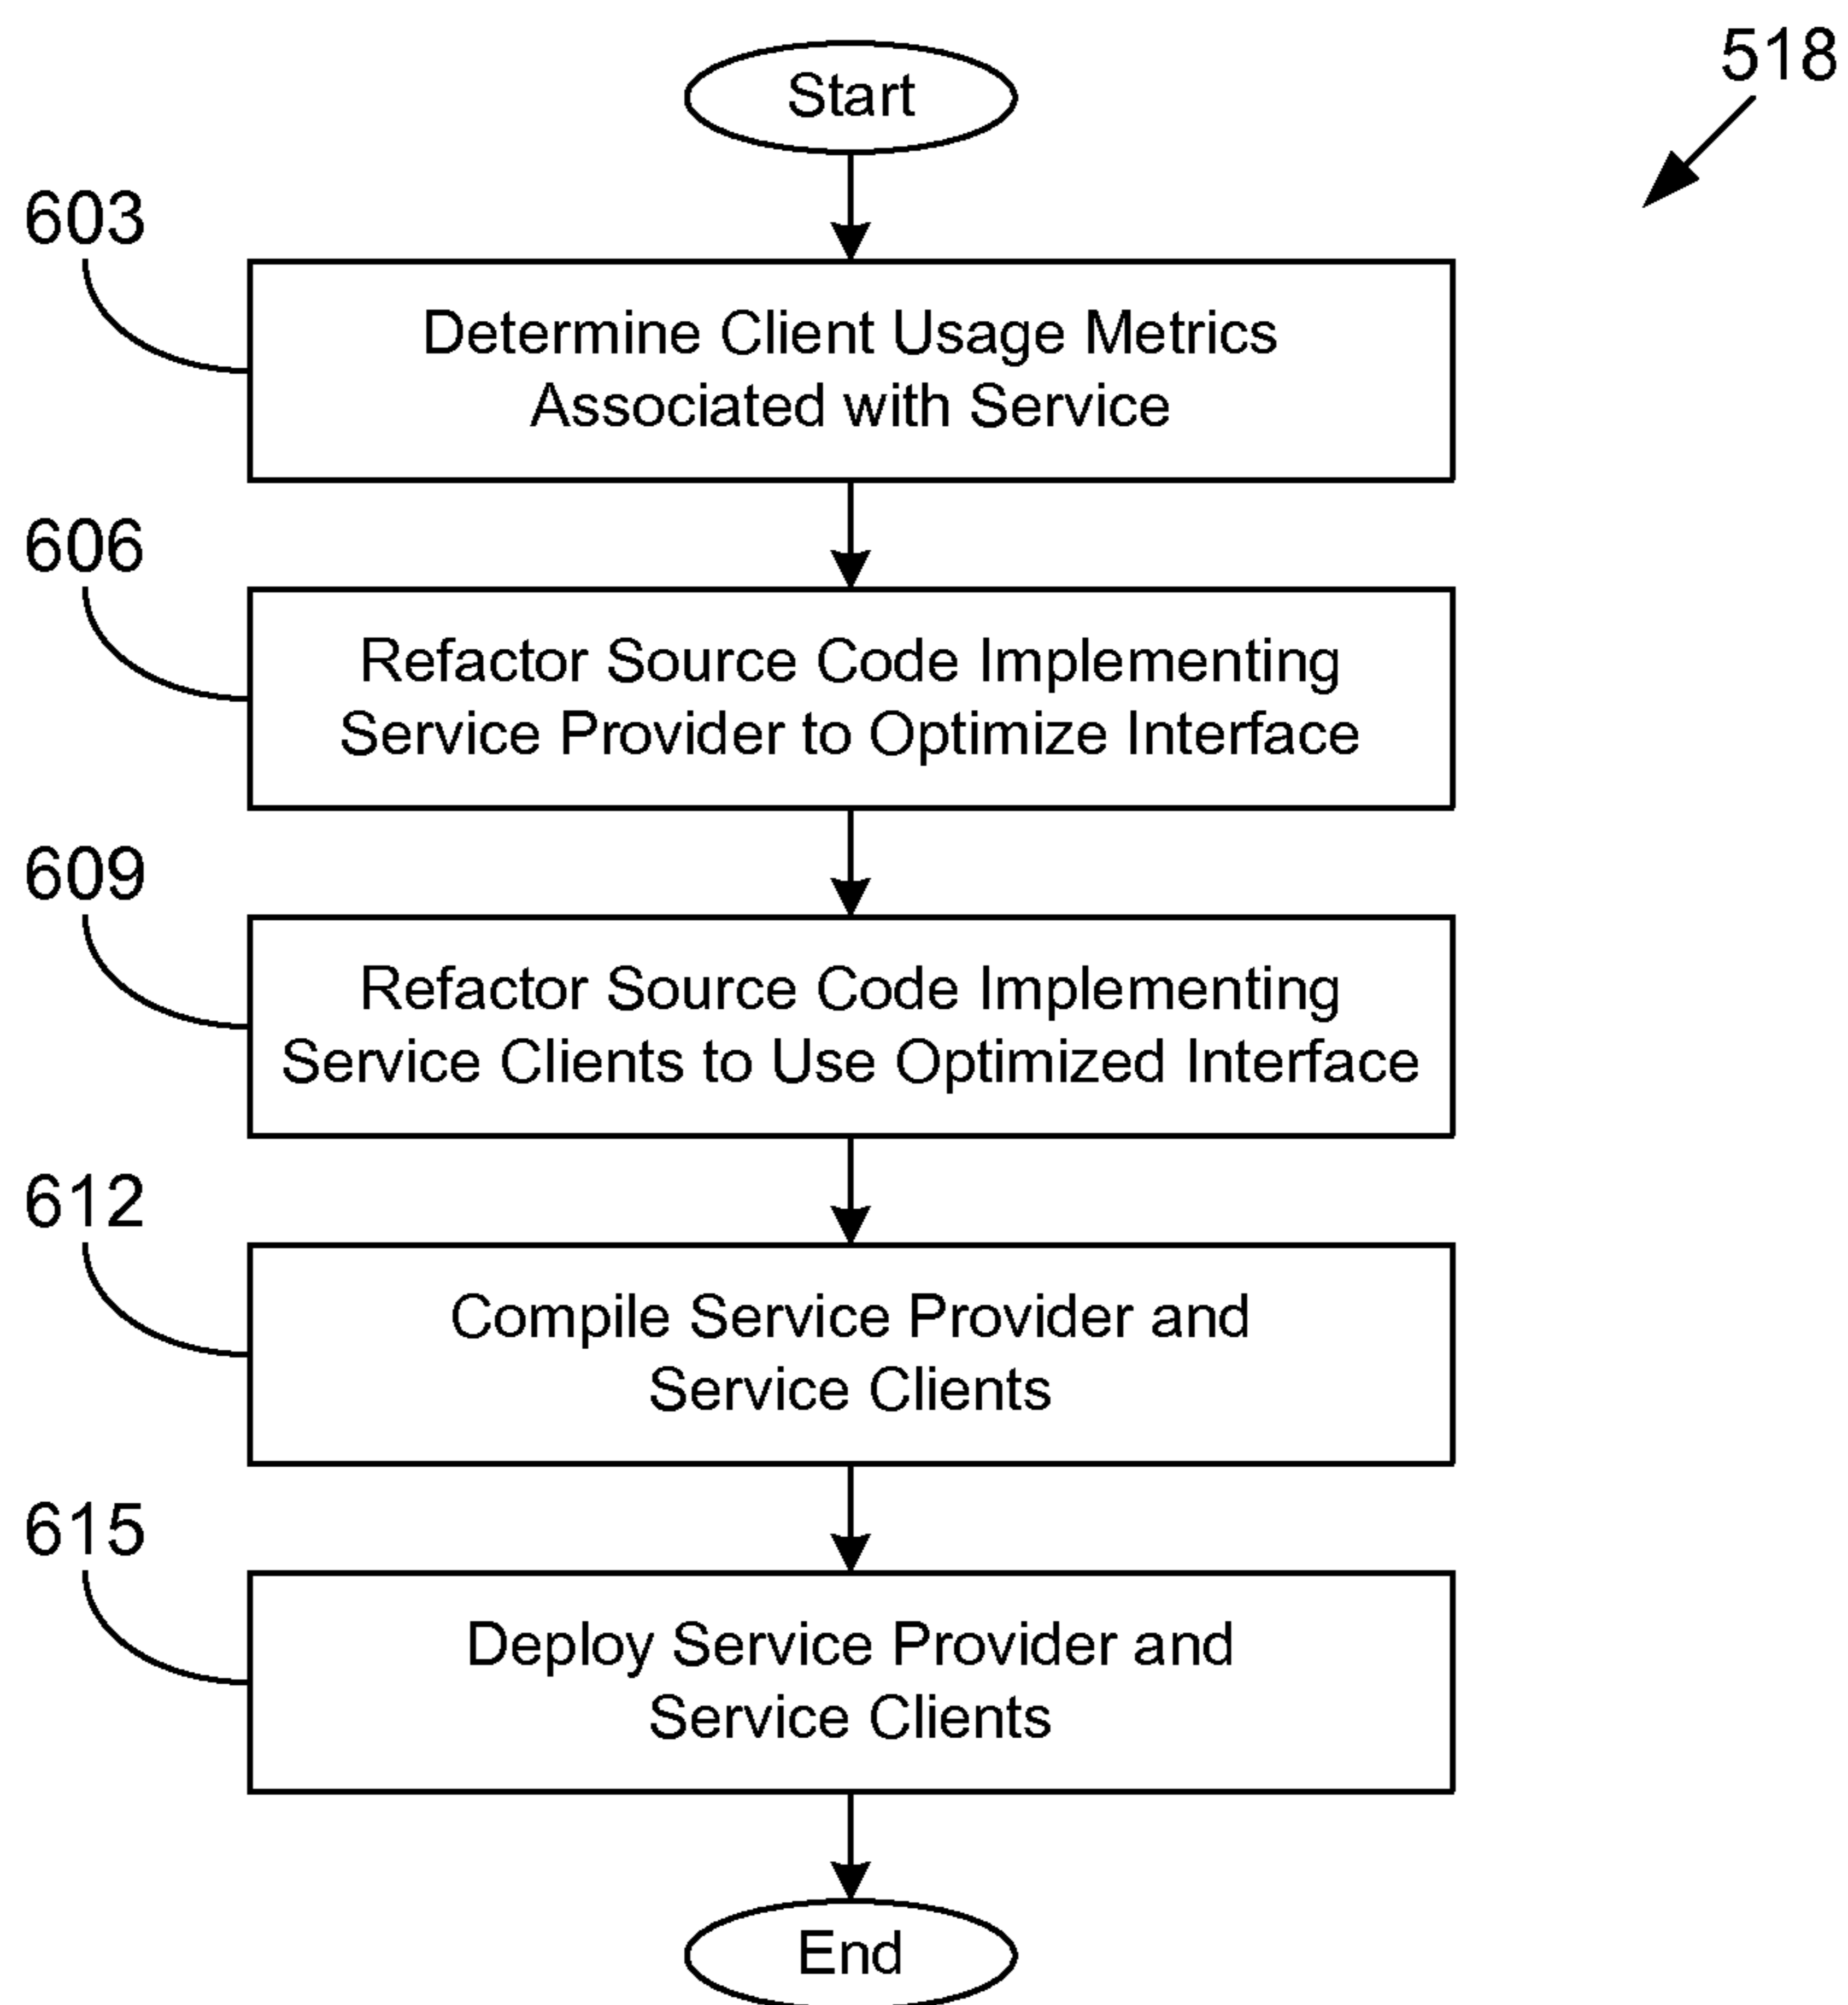 518
Start
603
Determine Client Usage Metrics
Associated with Service
606
Refactor Source Code Implementing
Service Provider to Optimize Interface
609
Refactor Source Code Implementing
Service Clients to Use Optimized Interface
612
Compile Service Provider and
Service Clients
615
Deploy Service Provider and
Service Clients
End